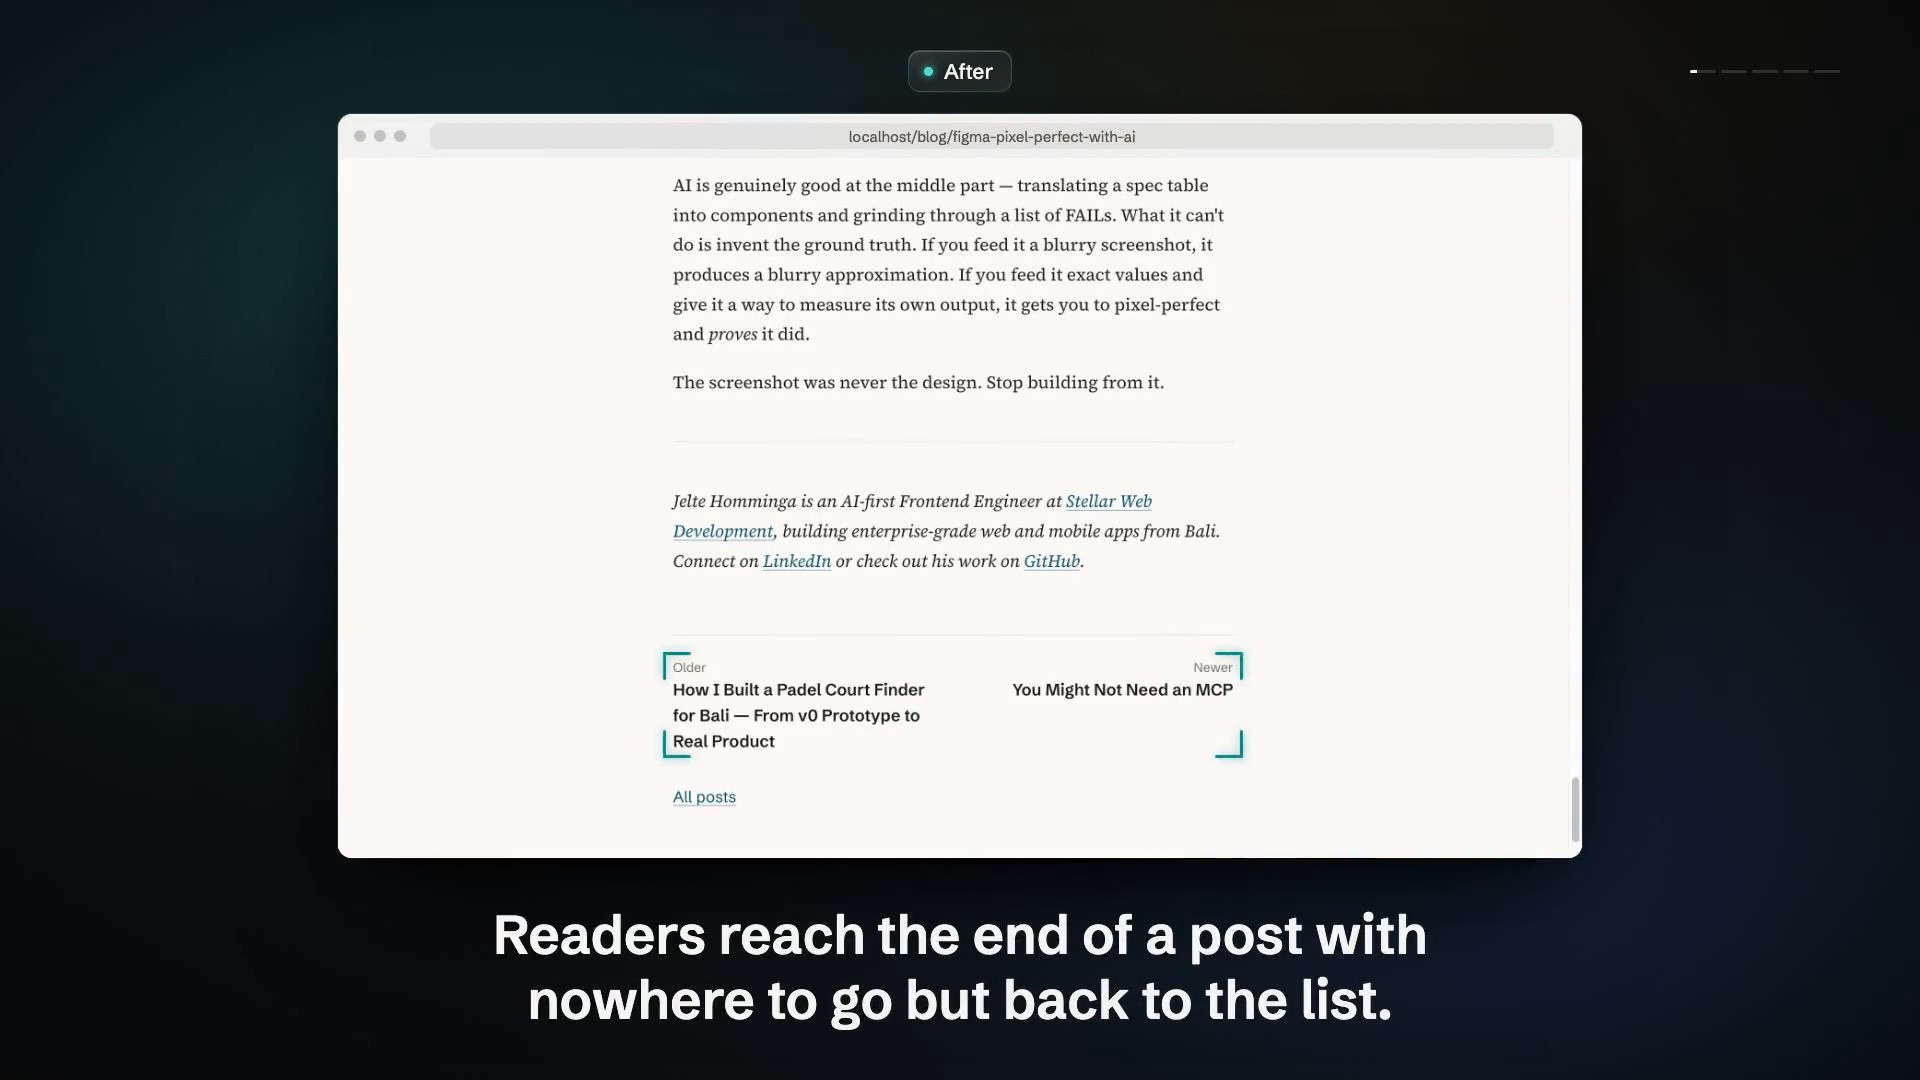 After
localhost/blog/figma-pixel-perfect-with-ai
AI is genuinely good at the middle part — translating a spec table
into components and grinding through a list of FAILs. What it can't
do is invent the ground truth. If you feed it a blurry screenshot, it
produces a blurry approximation. If you feed it exact values and
give it a way to measure its own output, it gets you to pixel-perfect
and proves it did.
The screenshot was never the design. Stop building from it.
Jelte Homminga is an AI-first Frontend Engineer at Stellar Web
Development, building enterprise-grade web and mobile apps from Bali.
Connect on LinkedIn or check out his work on GitHub.
Older
How I Built a Padel Court Finder
for Bali — From v0 Prototype to
Real Product
Newer
You Might Not Need an MCP
All posts
Readers reach the end of a post with
nowhere to go but back to the list.